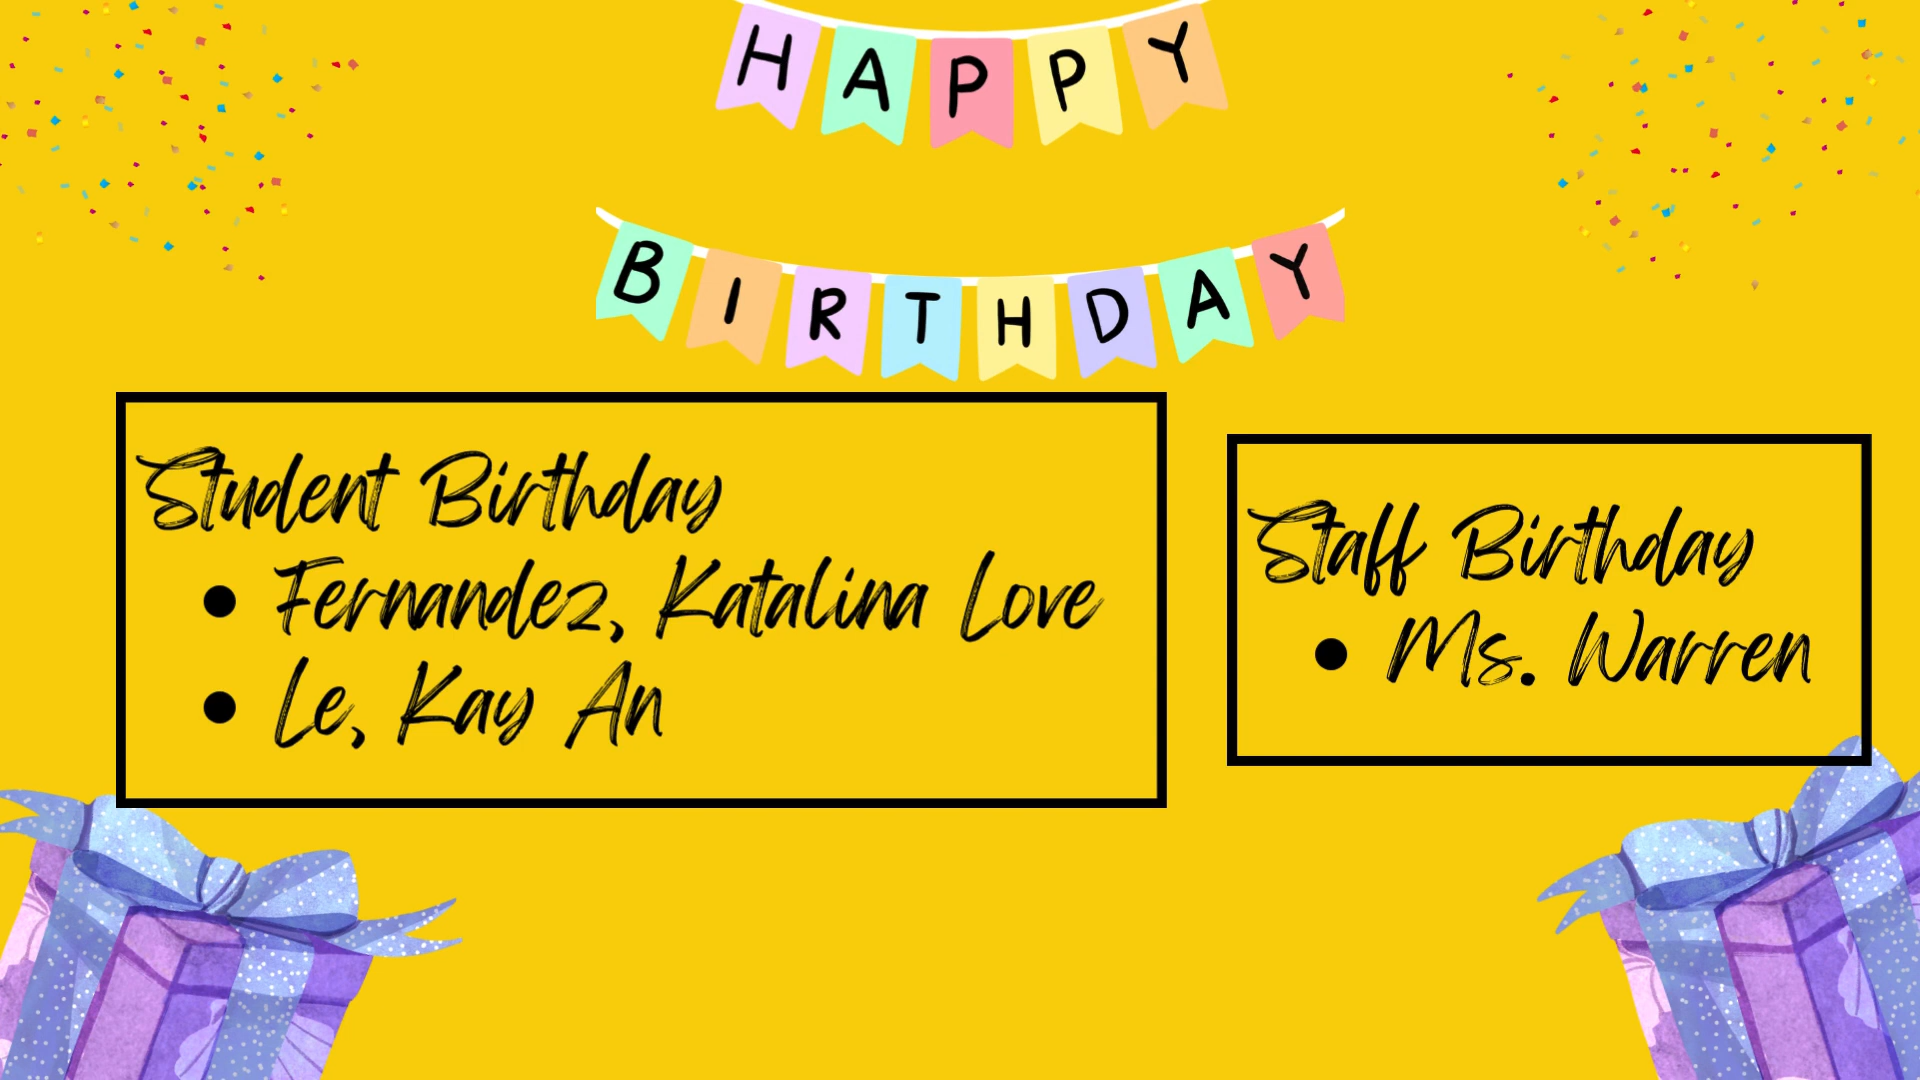 HAPPY
BIRTHDAY
Student Birthday
• Fernandez, Katalina Love
• Le, Kay An
Staff Birthday
• Ms. Warren